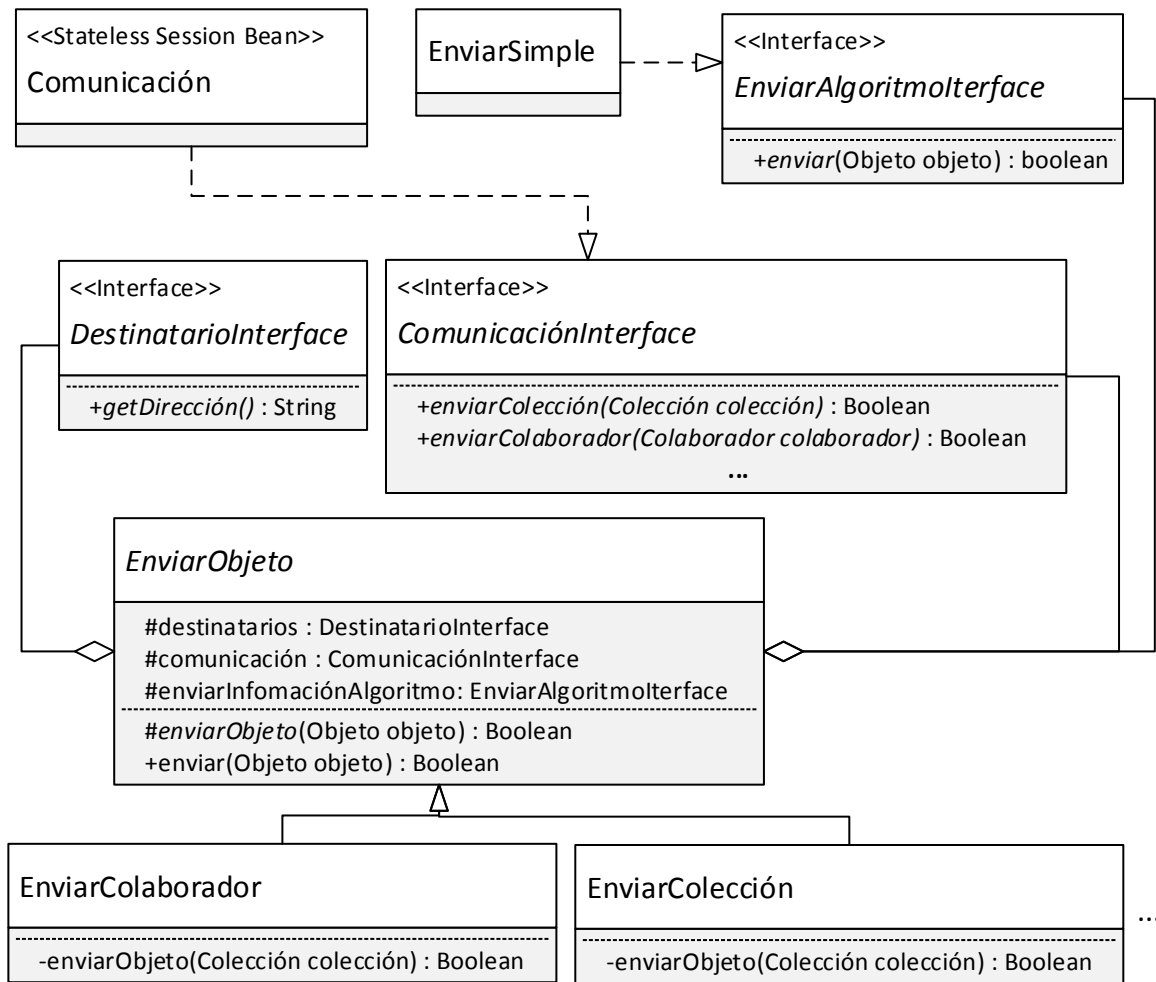 <<Stateless Session Bean>>
Comunicación
EnviarSimple
<<Interface>>
EnviarAlgoritmoIterface
+enviar(Objeto objeto) : boolean
<<Interface>>
DestinatarioInterface
+getDirección() : String
<<Interface>>
ComunicaciónInterface
+enviarColección(Colección colección) : Boolean
+enviarColaborador(Colaborador colaborador) : Boolean
...
EnviarObjeto
#destinatarios : DestinatarioInterface
#comunicación : ComunicaciónInterface
#enviarInfomaciónAlgoritmo: EnviarAlgoritmoIterface
#enviarObjeto(Objeto objeto) : Boolean
+enviar(Objeto objeto) : Boolean
EnviarColaborador
-enviarObjeto(Colección colección) : Boolean
EnviarColección
-enviarObjeto(Colección colección) : Boolean
...